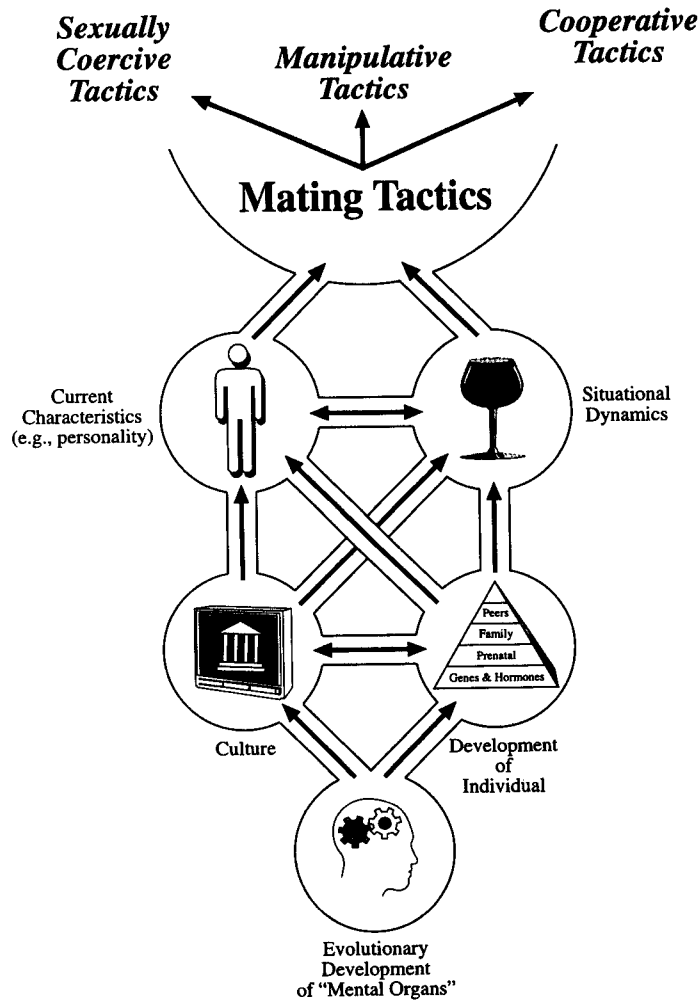 Sexually
Coercive
Tactics
Manipulative
Tactics
Cooperative
Tactics
Mating Tactics
Current
Characteristics
(e.g., personality)
Situational
Dynamics
Peers
Family
Prenatal
Genes & Hormones
Culture
Development
of
Individual
Evolutionary
Development
of “Mental Organs”